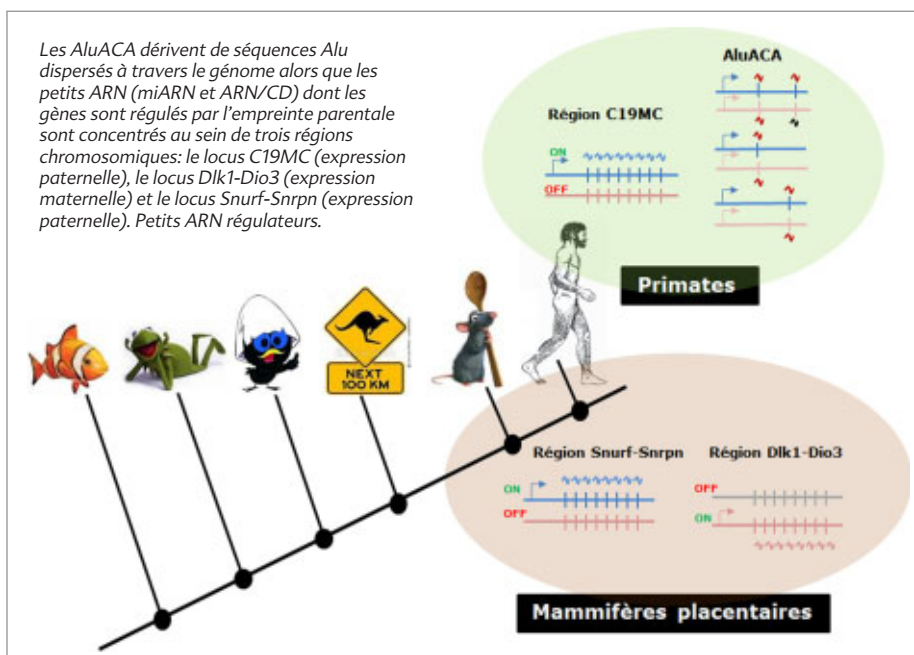 Les AluACA dérivent de séquences Alu
dispersés à travers le génome alors que les
petits ARN (miARN et ARN/CD) dont les
gènes sont régulés par l'empreinte parentale
sont concentrés au sein de trois régions
chromosomiques: le locus C19MC (expression
paternelle), le locus Dlk1-Dio3 (expression
maternelle) et le locus Snurf-Snrpn (expression
paternelle). Petits ARN régulateurs.
AluACA
Région C19MC
ON
OFF
Primates
NEXT
100 KM
Région Snurf-Snrpn
ON
OFF
Région Dlk1-Dio3
OFF
ON
Mammifères placentaires